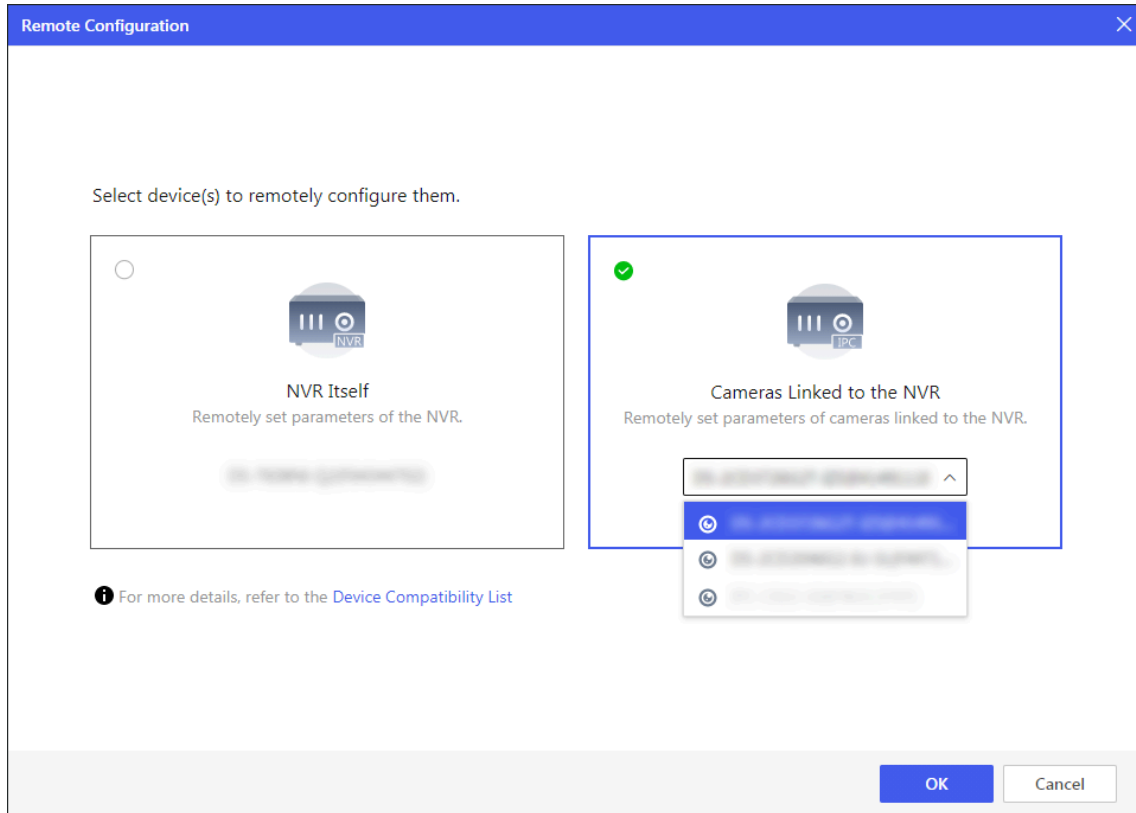 Remote Configuration
Select device(s) to remotely configure them.
NVR
NVR Itself
Remotely set parameters of the NVR.
IPC
Cameras Linked to the NVR
Remotely set parameters of cameras linked to the NVR.
For more details, refer to the Device Compatibility List
OK
Cancel